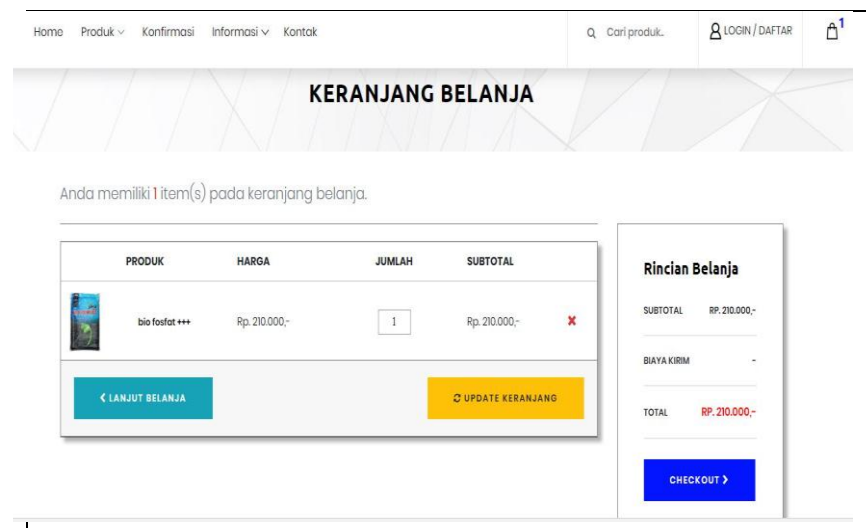 Home Produk Konfirmasi Informasi Kontak Cari produk.. LOGIN / DAFTAR 1
KERANJANG BELANJA
Anda memiliki 1 item(s) pada keranjang belanja.
PRODUK HARGA JUMLAH SUBTOTAL
bio fosfat +++ Rp. 210.000,- 1 Rp. 210.000,-
LANJUT BELANJA UPDATE KERANJANG
Rincian Belanja
SUBTOTAL RP. 210.000,-
BIAYA KIRIM -
TOTAL RP. 210.000,-
CHECKOUT